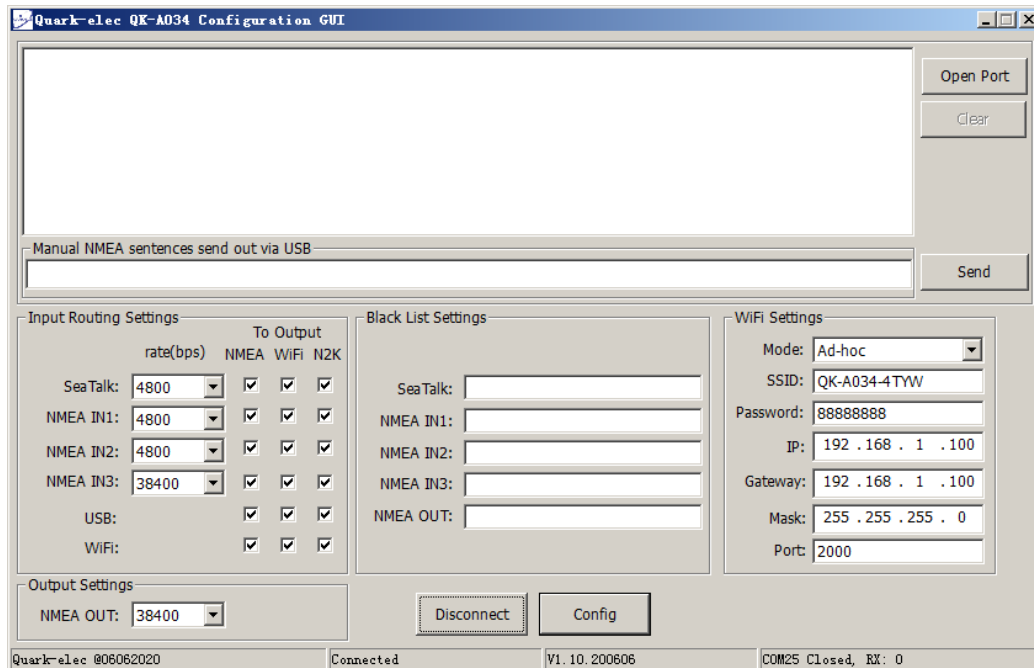 Quark-elec QK-A034 Configuration GUI
Open Port
Clear
Manual NMEA sentences send out via USB
Send
Input Routing Settings
To Output
rate(bps) NMEA WiFi N2K
SeaTalk: 4800
NMEA IN1: 4800
NMEA IN2: 4800
NMEA IN3: 38400
USB:
WiFi:
Output Settings
NMEA OUT: 38400
Black List Settings
SeaTalk:
NMEA IN1:
NMEA IN2:
NMEA IN3:
NMEA OUT:
WiFi Settings
Mode: Ad-hoc
SSID: QK-A034-4TYW
Password: 88888888
IP: 192 .168 . 1 .100
Gateway: 192 .168 . 1 .100
Mask: 255 .255 .255 . 0
Port: 2000
Disconnect
Config
Quark-elec @06062020
Connected
V1.10.200606
COM25 Closed, RX: 0